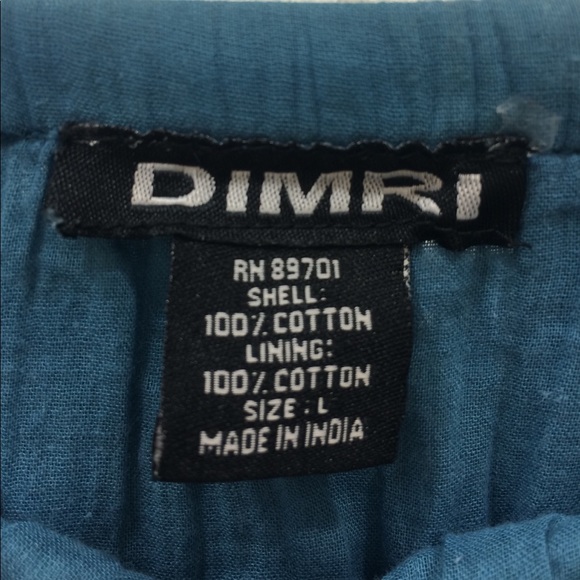 DIMRI
RN 89701
SHELL:
100% COTTON
LINING:
100% COTTON
SIZE : L
MADE IN INDIA